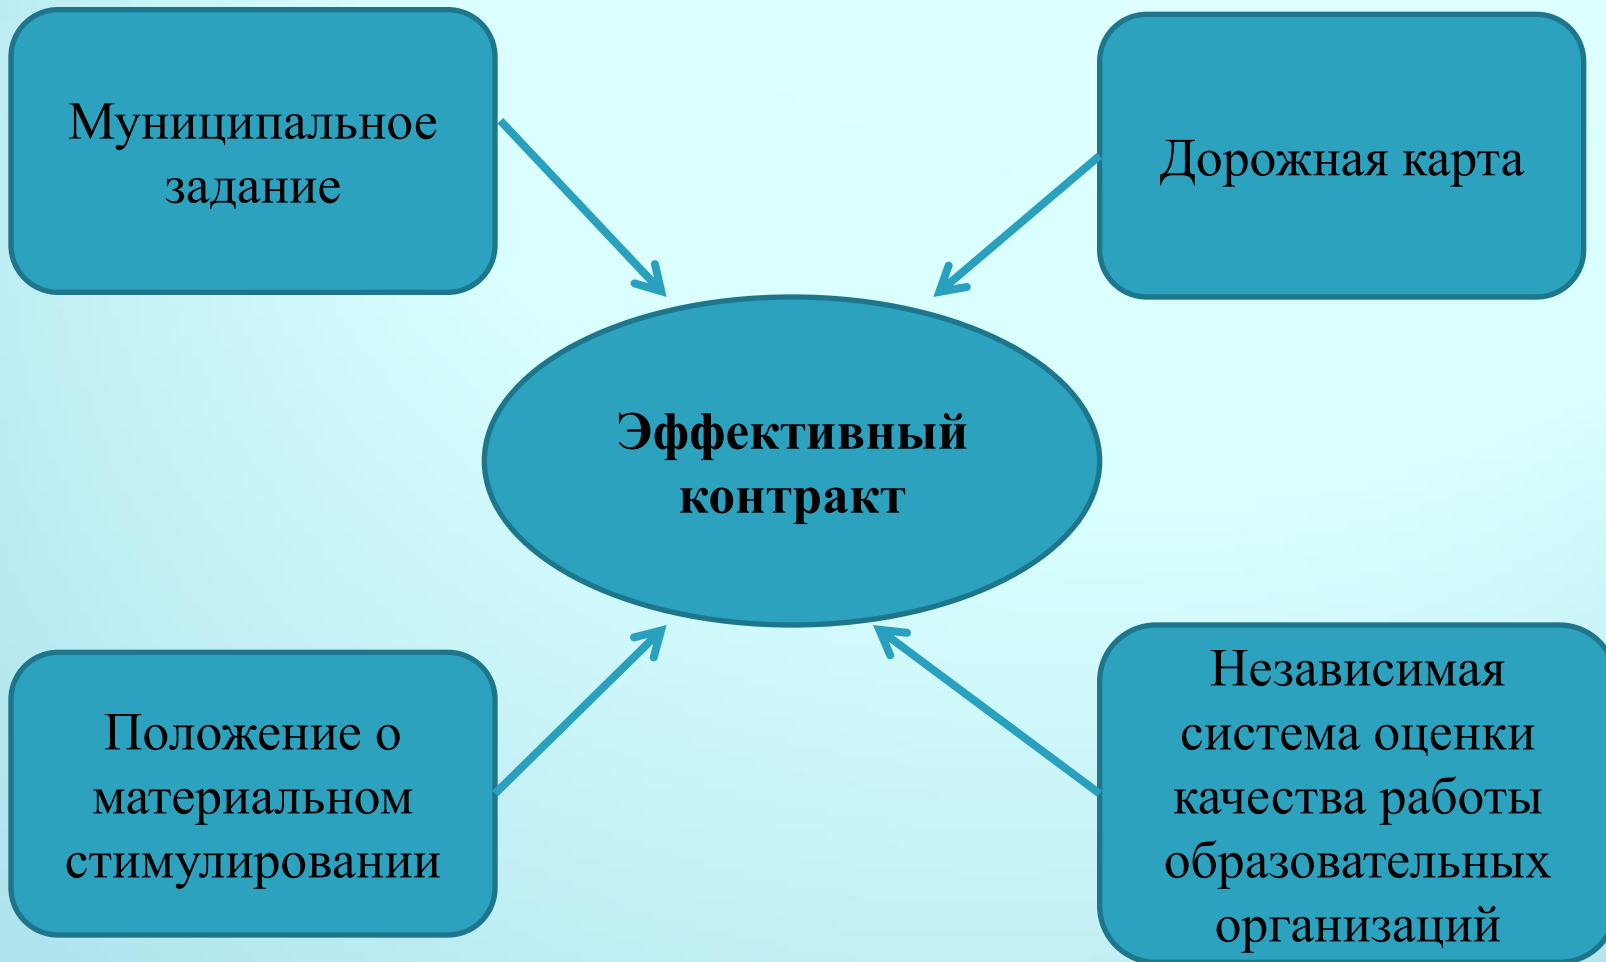 Муниципальное
задание
Дорожная карта
Эффективный
контракт
Положение о
материальном
стимулировании
Независимая
система оценки
качества работы
образовательных
организаций